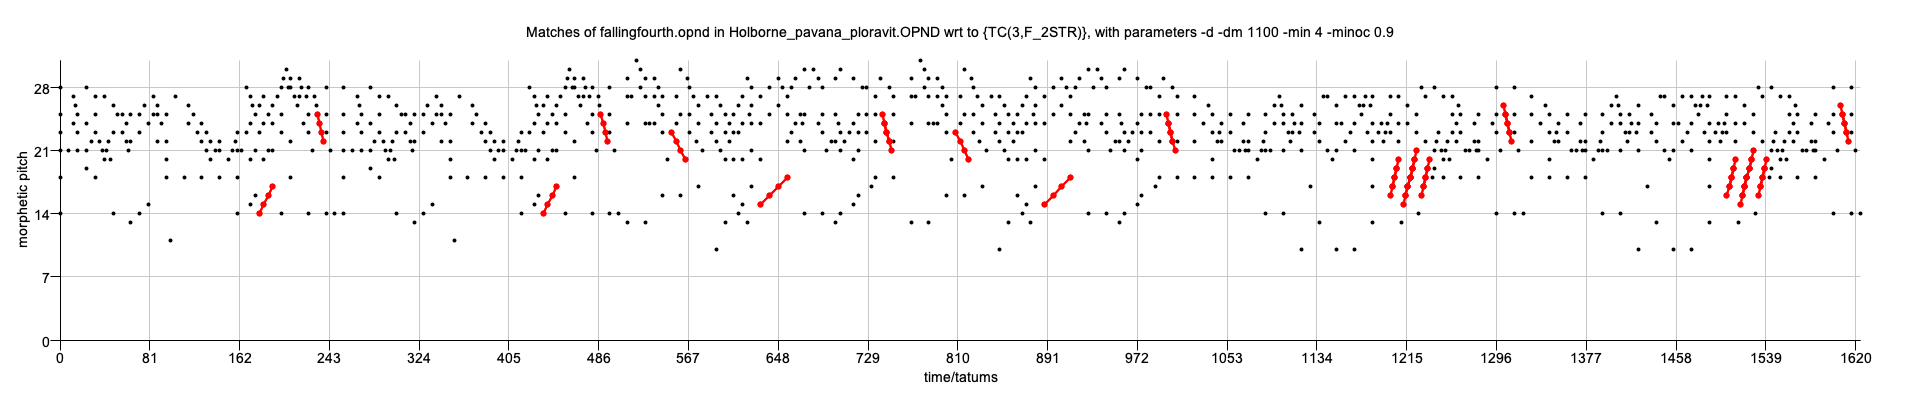 Matches of fallingfourth.opnd in Holborne_pavana_ploravit.OPND wrt to {TC(3,F_2STR)}, with parameters -d -dm 1100 -min 4 -minoc 0.9
morphetic pitch
28
21
14
7
0
0 81 162 243 324 405 486 567 648 729 810 891 972 1053 1134 1215 1296 1377 1458 1539 1620
time/tatums